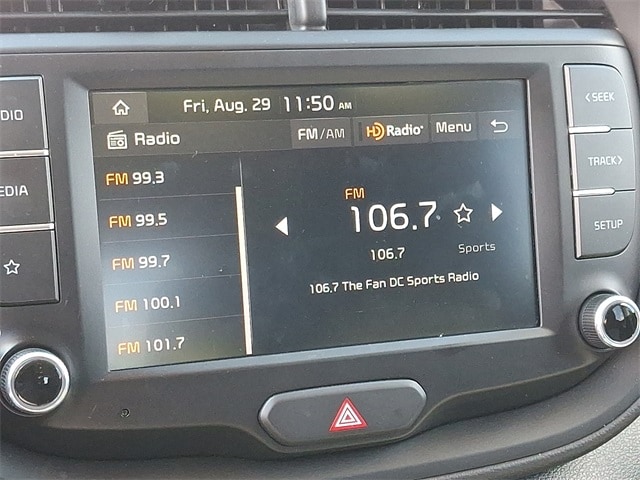 Fri, Aug. 29 11:50 AM
Radio FM/AM HD Radio Menu
FM 99.3
FM 99.5
FM 99.7
FM 100.1
FM 101.7
FM
106.7
106.7 Sports
106.7 The Fan DC Sports Radio
DIO
EDIA
< SEEK
TRACK >
SETUP